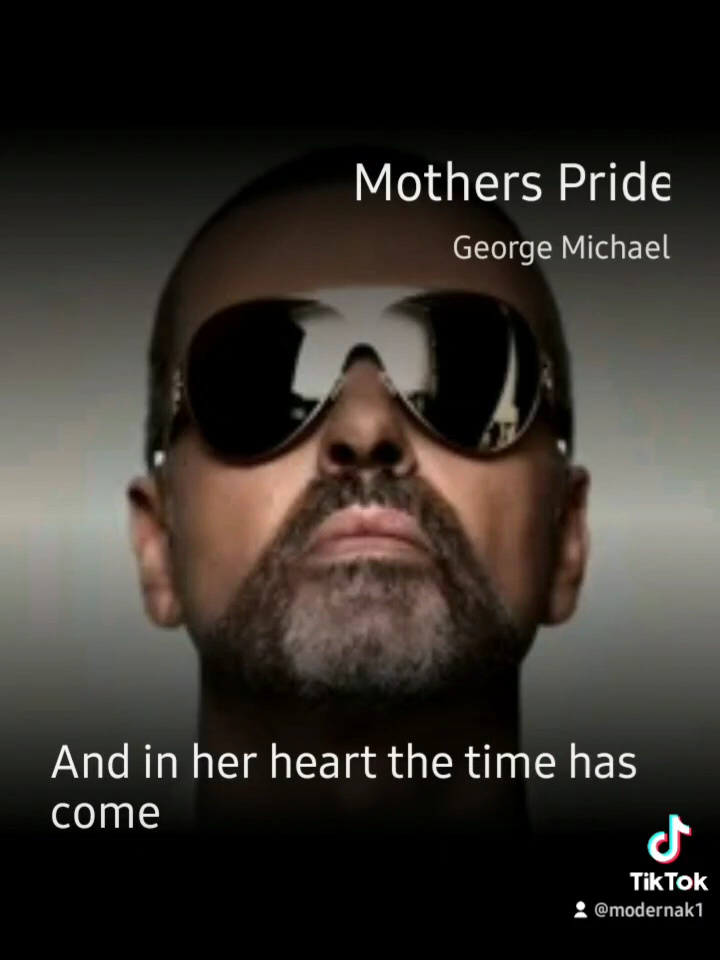 Mothers Pride
George Michael
And in her heart the time has
come
TikTok
@modernak1